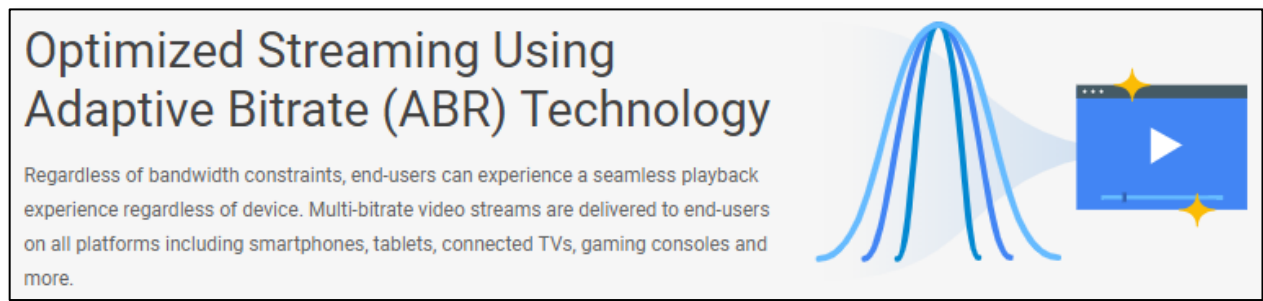 Optimized Streaming Using
Adaptive Bitrate (ABR) Technology
Regardless of bandwidth constraints, end-users can experience a seamless playback
experience regardless of device. Multi-bitrate video streams are delivered to end-users
on all platforms including smartphones, tablets, connected TVs, gaming consoles and
more.